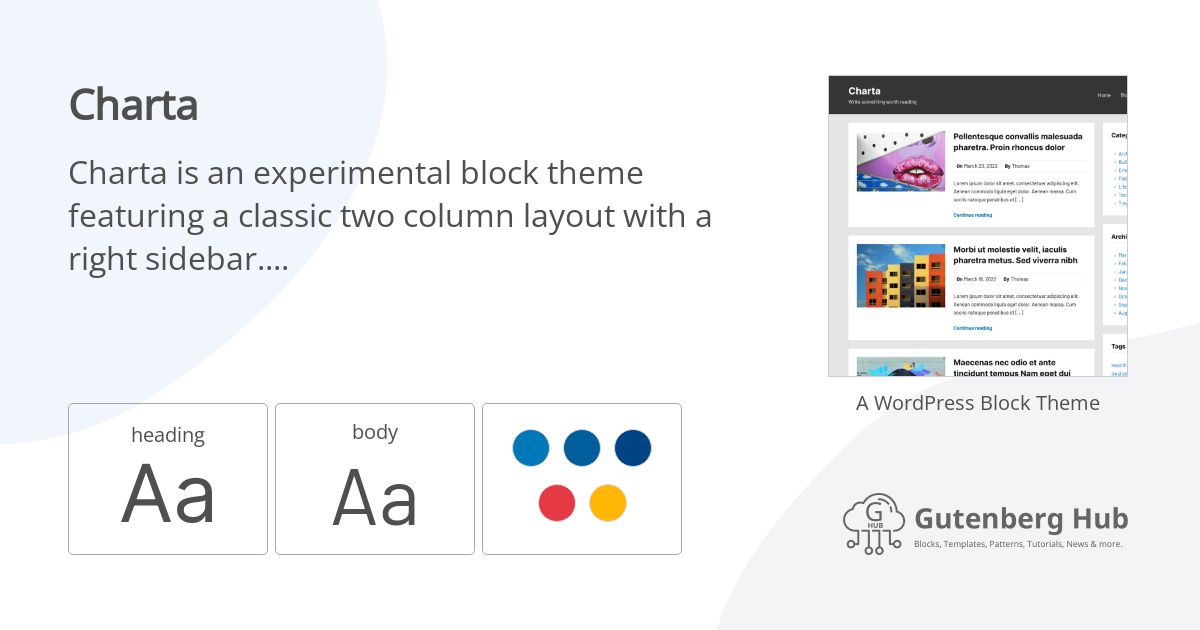 Charta
Charta is an experimental block theme
featuring a classic two column layout with a
right sidebar....
heading
Aa
body
Aa
Charta
Write something worth reading
Home
Pellentesque convallis malesuada
pharetra. Proin rhoncus dolor
On March 20, 2022 By Thomas
Lorem ipsum dolor sit amet, consectetuer adipiscing elit.
Aenean commodo ligula eget dolor. Aenean massa. Cum
sociis natoque penatibus et [...]
Continue reading
Morbi ut molestie velit, iaculis
pharetra metus. Sed viverra nibh
On March 18, 2022 By Thomas
Lorem ipsum dolor sit amet, consectetuer adipiscing elit.
Aenean commodo ligula eget dolor. Aenean massa. Cum
sociis natoque penatibus et [...]
Continue reading
Maecenas nec odio et ante
tincidunt tempus Nam eget dui
Categ
Archi
Tags
A WordPress Block Theme
G
HUB
Gutenberg Hub
Blocks, Templates, Patterns, Tutorials, News & more.